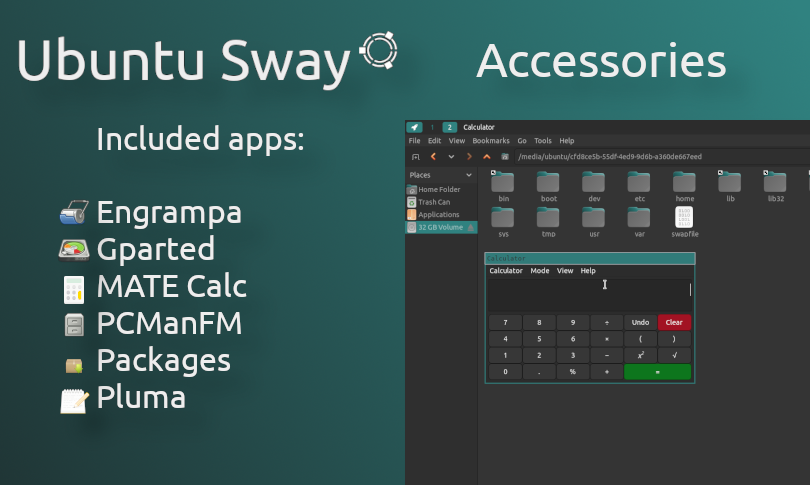 Ubuntu Sway
Accessories
Included apps:
Engrampa
Gparted
MATE Calc
PCManFM
Packages
Pluma
1 2 Calculator
File Edit View Bookmarks Go Tools Help
/media/ubuntu/cfd8ce5b-55df-4ed9-9d6b-a360de667eed
Places
Home Folder
Trash Can
Applications
32 GB Volume
bin boot dev etc home lib lib32
sys tmp usr var swapfile
Calculator
Calculator Mode View Help
7 8 9 ÷ Undo Clear
4 5 6 × ( )
1 2 3 − x² √
0 . % + =